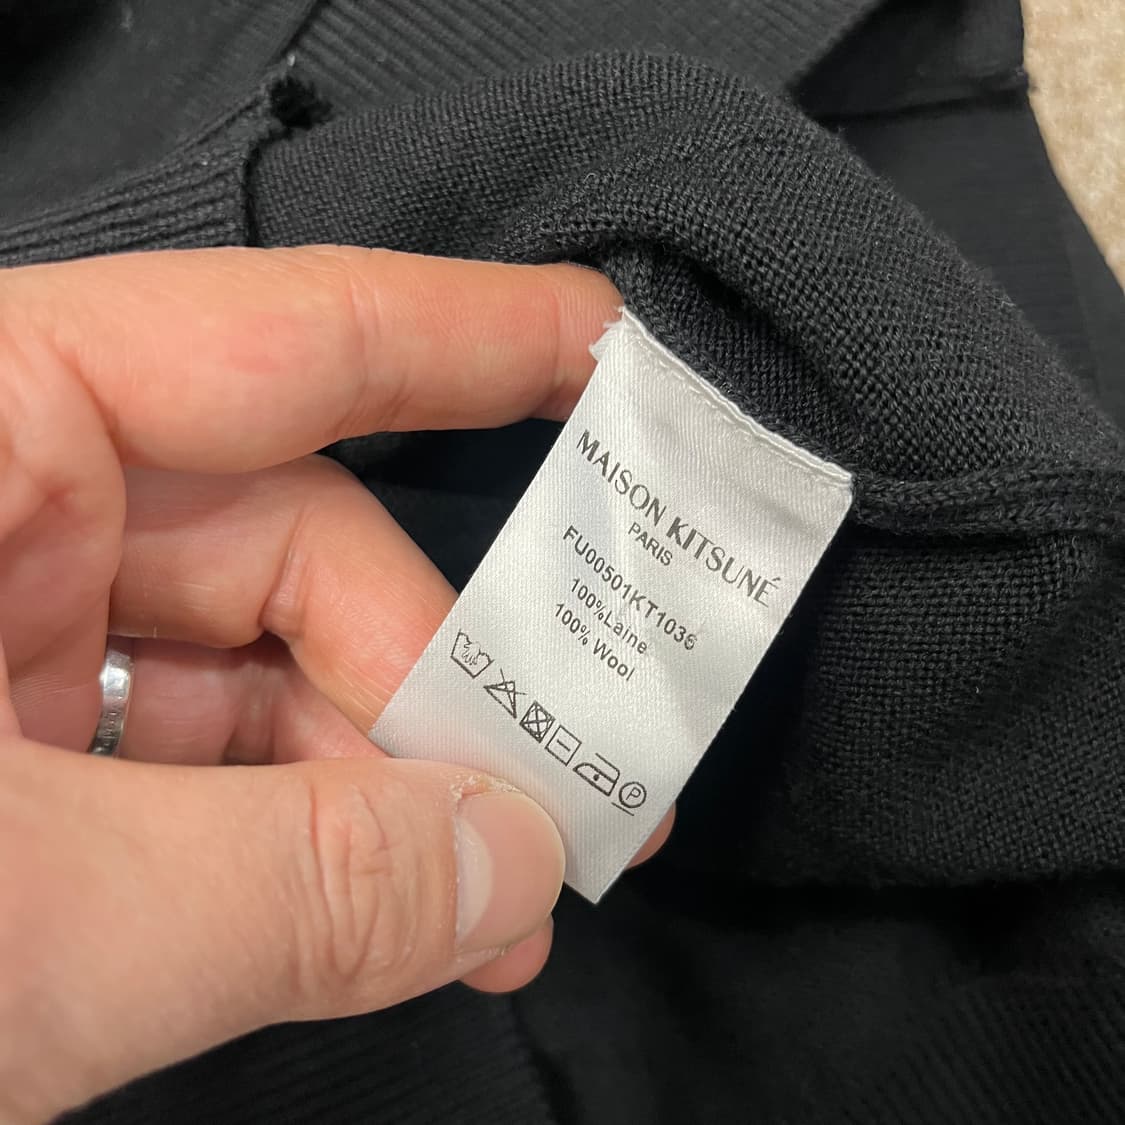 MAISON KITSUNÉ
PARIS
FU00501KT1036
100%Laine
100% Wool
P